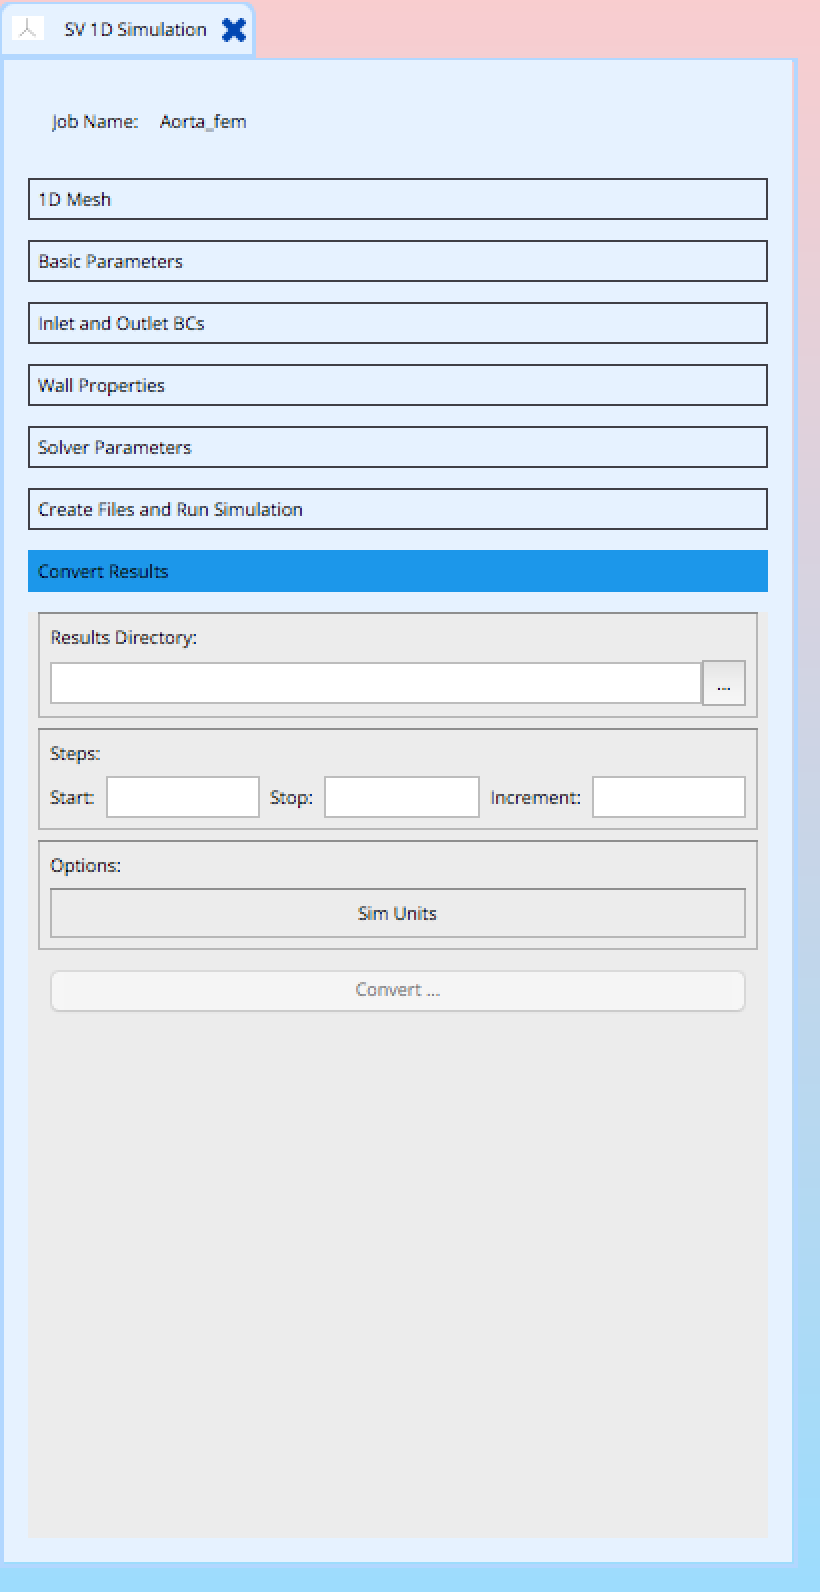 SV 1D Simulation
Job Name: Aorta_fem
1D Mesh
Basic Parameters
Inlet and Outlet BCs
Wall Properties
Solver Parameters
Create Files and Run Simulation
Convert Results
Results Directory:
...
Steps:
Start: Stop: Increment:
Options:
Sim Units
Convert ...